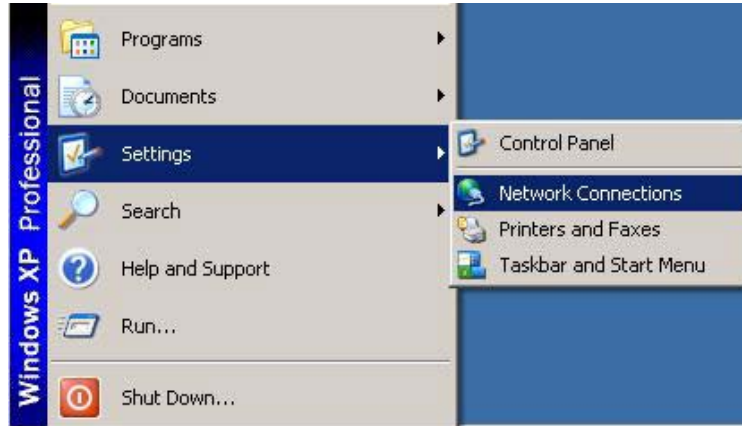 Windows XP Professional
Programs
Documents
Settings
Search
Help and Support
Run...
Shut Down...
Control Panel
Network Connections
Printers and Faxes
Taskbar and Start Menu